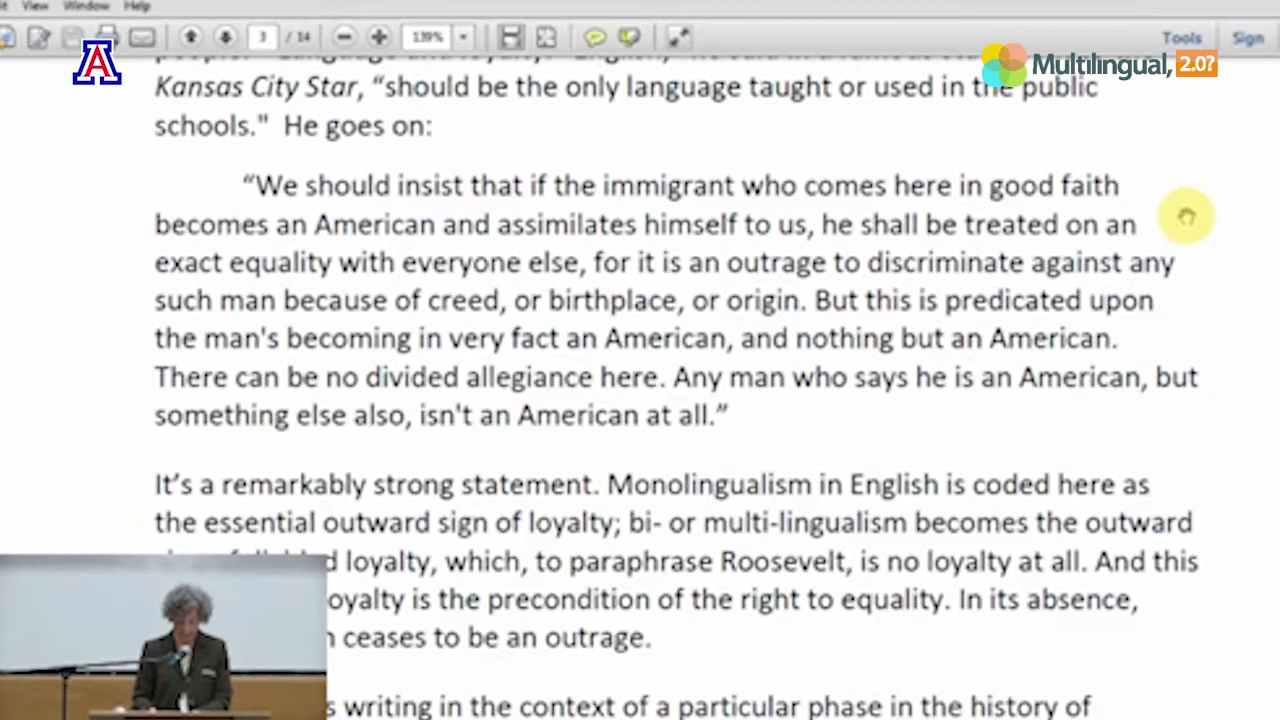 View Window Help
3 / 14 139% Tools Sign
Multilingual, 2.0?
A
Kansas City Star, “should be the only language taught or used in the public
schools." He goes on:
“We should insist that if the immigrant who comes here in good faith
becomes an American and assimilates himself to us, he shall be treated on an
exact equality with everyone else, for it is an outrage to discriminate against any
such man because of creed, or birthplace, or origin. But this is predicated upon
the man's becoming in very fact an American, and nothing but an American.
There can be no divided allegiance here. Any man who says he is an American, but
something else also, isn't an American at all.”
It’s a remarkably strong statement. Monolingualism in English is coded here as
the essential outward sign of loyalty; bi- or multi-lingualism becomes the outward
loyalty, which, to paraphrase Roosevelt, is no loyalty at all. And this
oyalty is the precondition of the right to equality. In its absence,
ceases to be an outrage.
writing in the context of a particular phase in the history of